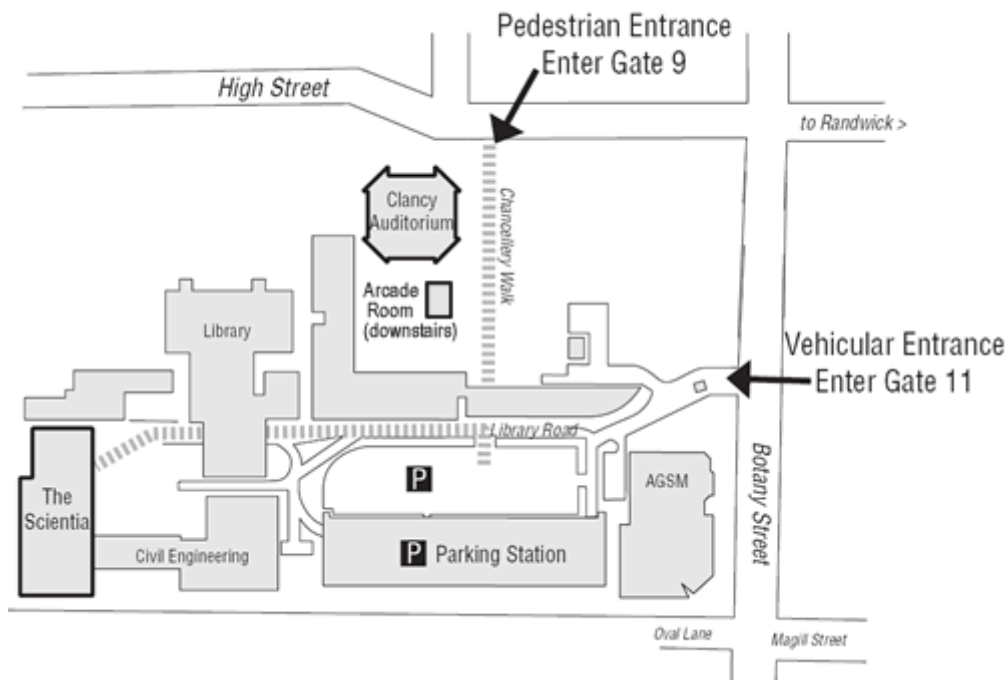 Pedestrian Entrance
Enter Gate 9
High Street
to Randwick >
Clancy
Auditorium
Chancellery Walk
Arcade
Room
(downstairs)
Library
Vehicular Entrance
Enter Gate 11
Library Road
The
Scientia
P
AGSM
Botany Street
Civil Engineering
P Parking Station
Oval Lane
Magill Street